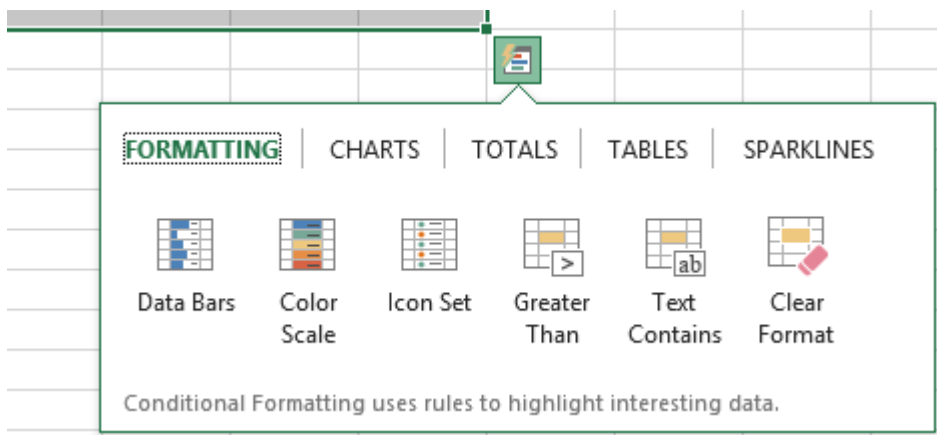 FORMATTING CHARTS TOTALS TABLES SPARKLINES
> ab
Data Bars Color Scale Icon Set Greater Than Text Contains Clear Format
Conditional Formatting uses rules to highlight interesting data.